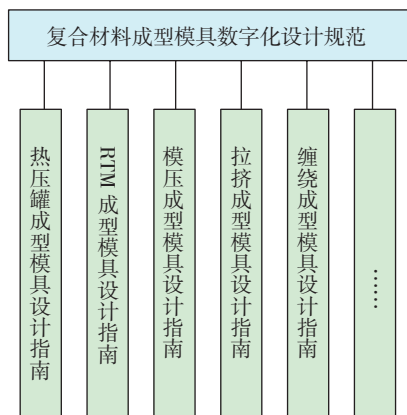 复合材料成型模具数字化设计规范
热压罐成型模具设计指南
RTM 成型模具设计指南
模压成型模具设计指南
拉挤成型模具设计指南
缠绕成型模具设计指南
……